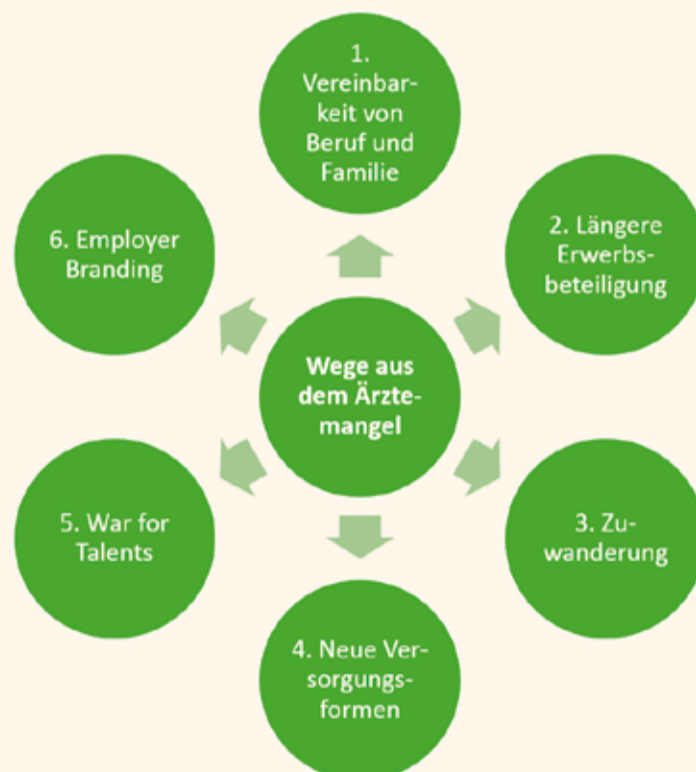 1.
Vereinbar-
keit von
Beruf und
Familie
2. Längere
Erwerbs-
beteiligung
3. Zu-
wanderung
4. Neue Ver-
sorgungs-
formen
5. War for
Talents
6. Employer
Branding
Wege aus
dem Ärzte-
mangel